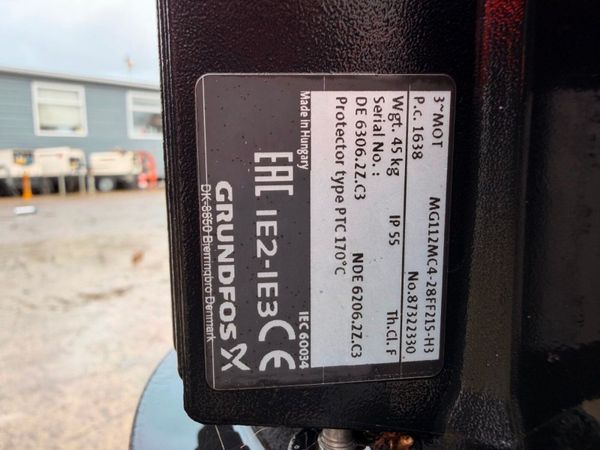 3~MOT MG112MC4-28FF215-H3
P.c. 1638 No.87322330
Wgt. 45 kg IP 55 Th.Cl. F
Serial No. :
DE 6306.2Z.C3 NDE 6206.2Z.C3
Protector type PTC 170°C
Made in Hungary IEC 60034
EAC IE2-IE3 CE
GRUNDFOS
DK-8850 Bjerringbro Denmark